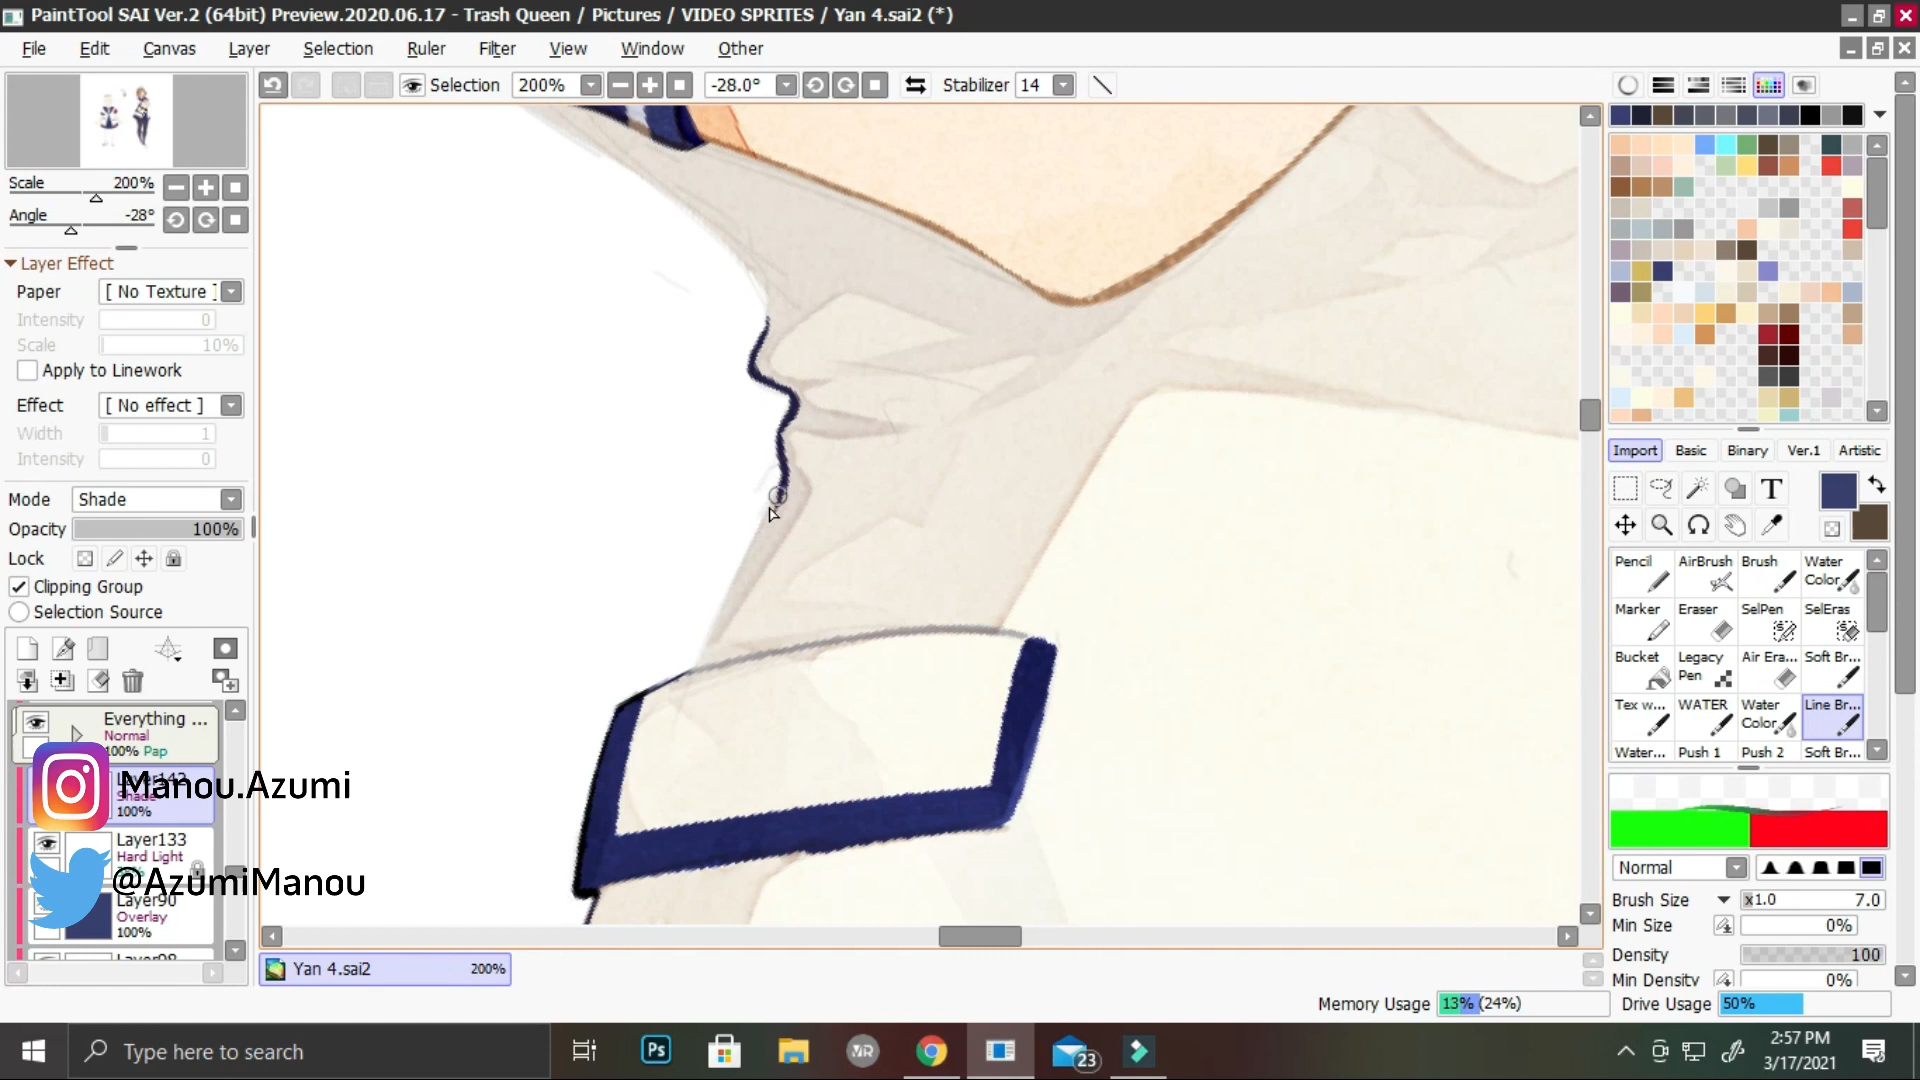 PaintTool SAI Ver.2 (64bit) Preview.2020.06.17 - Trash Queen / Pictures / VIDEO SPRITES / Yan 4.sai2 (*)
File Edit Canvas Layer Selection Ruler Filter View Window Other
Selection 200% -28.0° Stabilizer 14
Scale 200%
Angle -28°
Layer Effect
Paper [ No Texture ]
Intensity 0
Scale 10%
Apply to Linework
Effect [ No effect ]
Width 1
Intensity 0
Mode Shade
Opacity 100%
Lock
Clipping Group
Selection Source
Everything ...
Normal
100% Pap
Shade
100%
Layer133
Hard Light
Layer90
Overlay
100%
Layer98
Manou.Azumi
@AzumiManou
Yan 4.sai2 200%
Import Basic Binary Ver.1 Artistic
T
Pencil AirBrush Brush Water Color
Marker Eraser SelPen SelEras
Bucket Legacy Pen Air Era... Soft Br...
Tex w... WATER Water Color Line Br...
Water... Push 1 Push 2 Soft Br...
Normal
Brush Size x1.0 7.0
Min Size 0%
Density 100
Min Density 0%
Memory Usage 13% (24%) Drive Usage 50%
Type here to search
Ps
MR
23
2:57 PM
3/17/2021